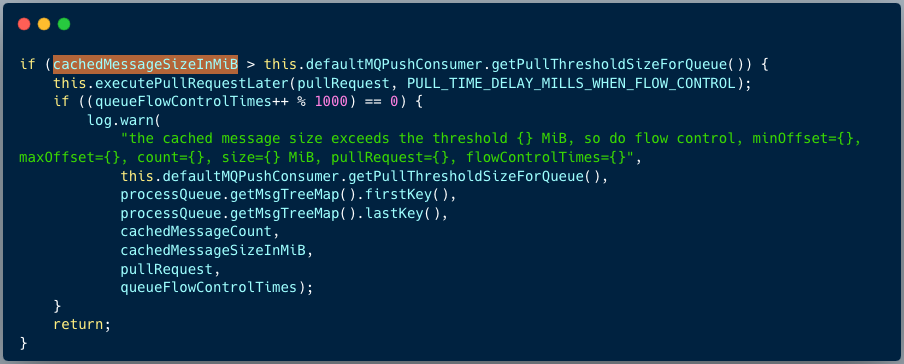 if (cachedMessageSizeInMiB > this.defaultMQPushConsumer.getPullThresholdSizeForQueue()) {
    this.executePullRequestLater(pullRequest, PULL_TIME_DELAY_MILLS_WHEN_FLOW_CONTROL);
    if ((queueFlowControlTimes++ % 1000) == 0) {
        log.warn(
            "the cached message size exceeds the threshold {} MiB, so do flow control, minOffset={},
maxOffset={}, count={}, size={} MiB, pullRequest={}, flowControlTimes={}",
            this.defaultMQPushConsumer.getPullThresholdSizeForQueue(),
            processQueue.getMsgTreeMap().firstKey(),
            processQueue.getMsgTreeMap().lastKey(),
            cachedMessageCount,
            cachedMessageSizeInMiB,
            pullRequest,
            queueFlowControlTimes);
    }
    return;
}